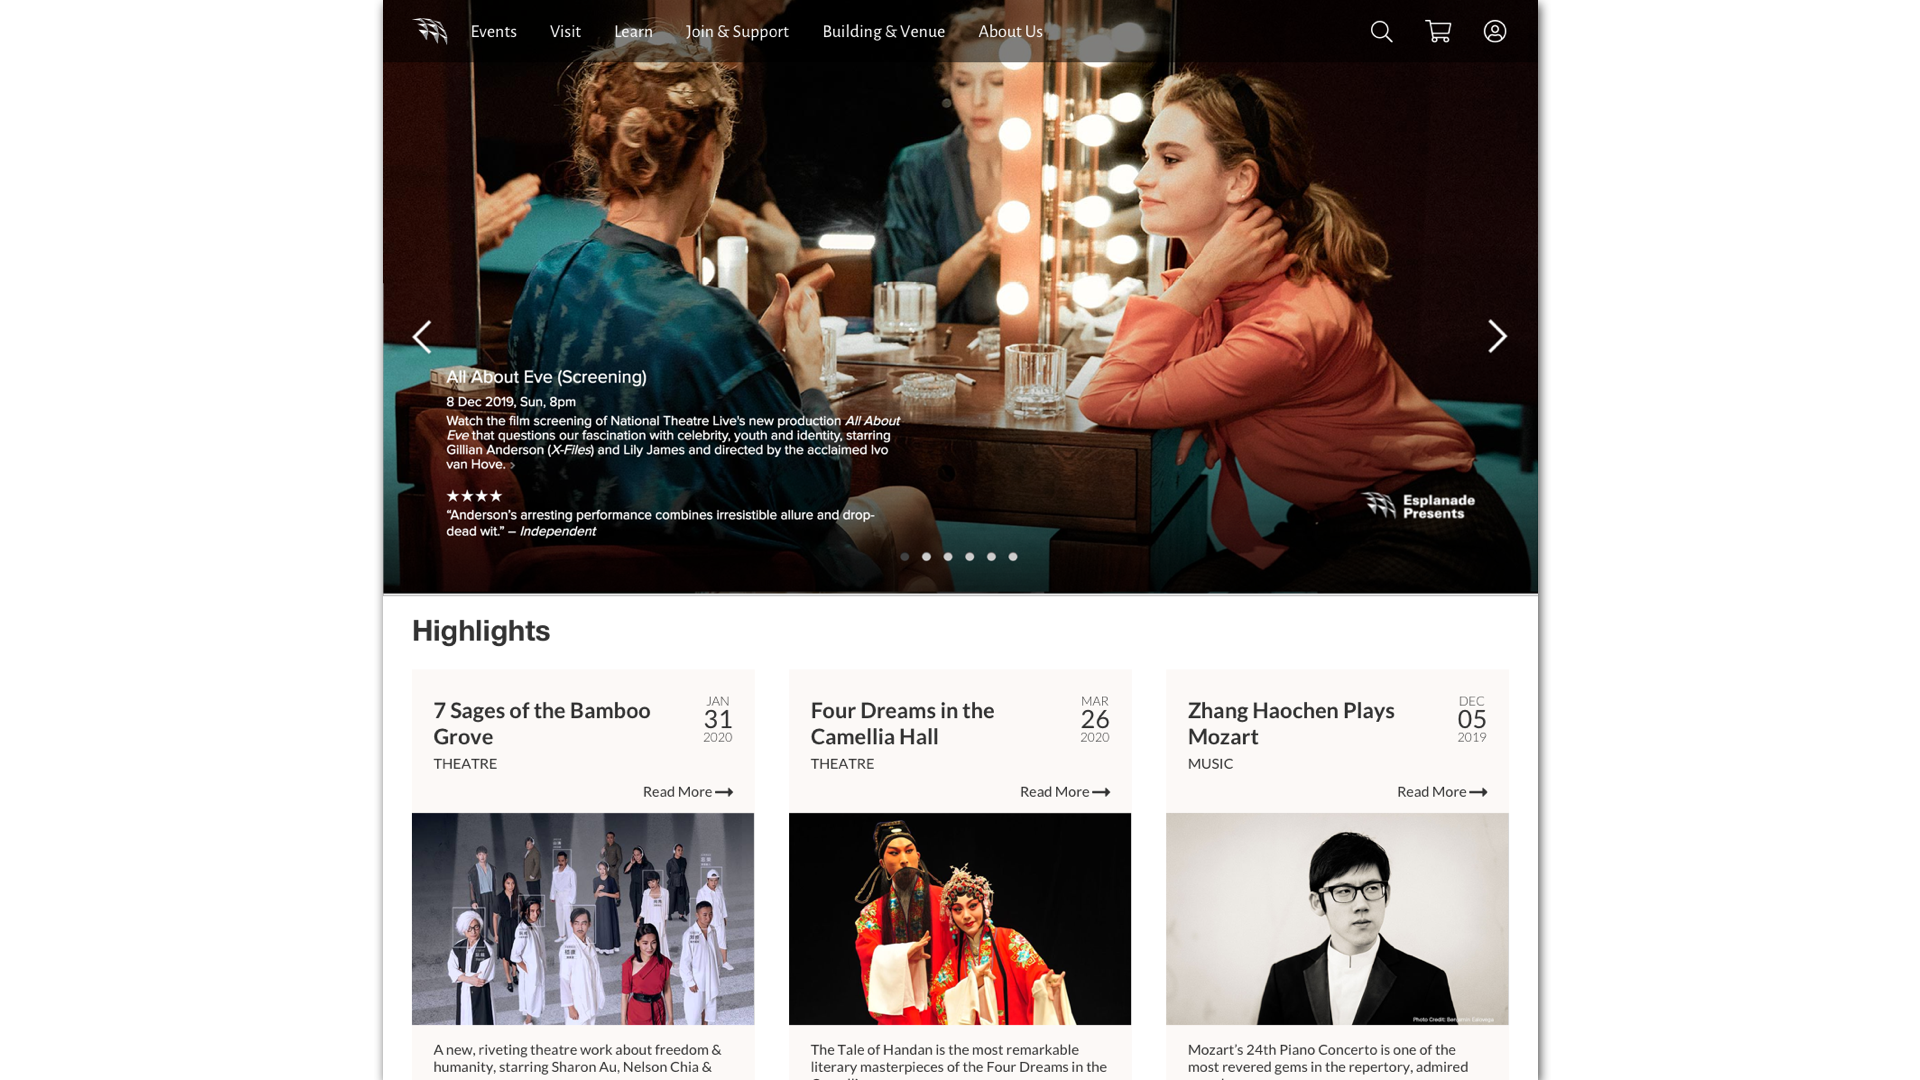 Events Visit Learn Join & Support Building & Venue About Us
All About Eve (Screening)
8 Dec 2019, Sun, 8pm
Watch the film screening of National Theatre Live's new production All About
Eve that questions our fascination with celebrity, youth and identity, starring
Gillian Anderson (X-Files) and Lily James and directed by the acclaimed Ivo
van Hove. >
★★★★
“Anderson’s arresting performance combines irresistible allure and drop-
dead wit.” – Independent
Esplanade
Presents
Highlights
7 Sages of the Bamboo
Grove
THEATRE
JAN
31
2020
Read More
A new, riveting theatre work about freedom &
humanity, starring Sharon Au, Nelson Chia &
Four Dreams in the
Camellia Hall
THEATRE
MAR
26
2020
Read More
The Tale of Handan is the most remarkable
literary masterpieces of the Four Dreams in the
Zhang Haochen Plays
Mozart
MUSIC
DEC
05
2019
Read More
Photo Credit: Benjamin Ealovega
Mozart’s 24th Piano Concerto is one of the
most revered gems in the repertory, admired